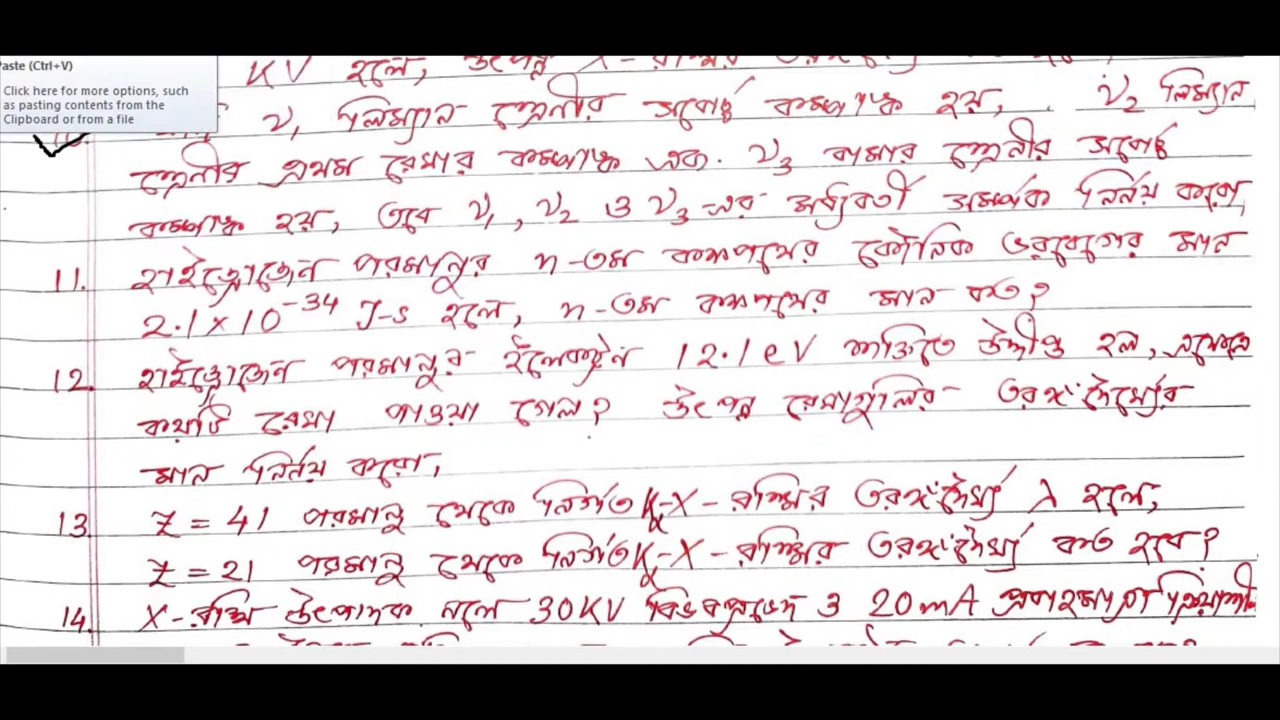 Paste (Ctrl+V)
Click here for more options, such
as pasting contents from the
Clipboard or from a file
KV হলে, উৎপন্ন X-রশ্মির
ν₁ লিম্যান শ্রেণীর সর্বোচ্চ কম্পাঙ্ক হয়, ν₂ লিম্যান
শ্রেণীর প্রথম রেখার কম্পাঙ্ক এবং ν₃ বামার শ্রেণীর সর্বোচ্চ
কম্পাঙ্ক হয়, তবে ν₁, ν₂ ও ν₃-এর মধ্যবর্তী সম্পর্ক নির্ণয় করো,
11. হাইড্রোজেন পরমাণুর n-তম কক্ষপথের কৌণিক ভরবেগের মান
2.1×10⁻³⁴ J-s হলে, n-তম কক্ষপথের মান কত?
12. হাইড্রোজেন পরমাণুর ইলেকট্রন 12.1eV শক্তিতে উদ্দীপ্ত হল, এক্ষেত্রে
কয়টি রেখা পাওয়া গেল? উৎপন্ন রেখাগুলির তরঙ্গদৈর্ঘ্যের
মান নির্ণয় করো,
13. Z = 41 পরমাণু থেকে নির্গত Kα-X-রশ্মির তরঙ্গদৈর্ঘ্য λ হলে,
Z = 21 পরমাণু থেকে নির্গত Kα-X-রশ্মির তরঙ্গদৈর্ঘ্য কত হবে?
14. X-রশ্মি উৎপাদক নলে 30KV বিভবপ্রভেদ ও 20mA প্রবাহমাত্রা